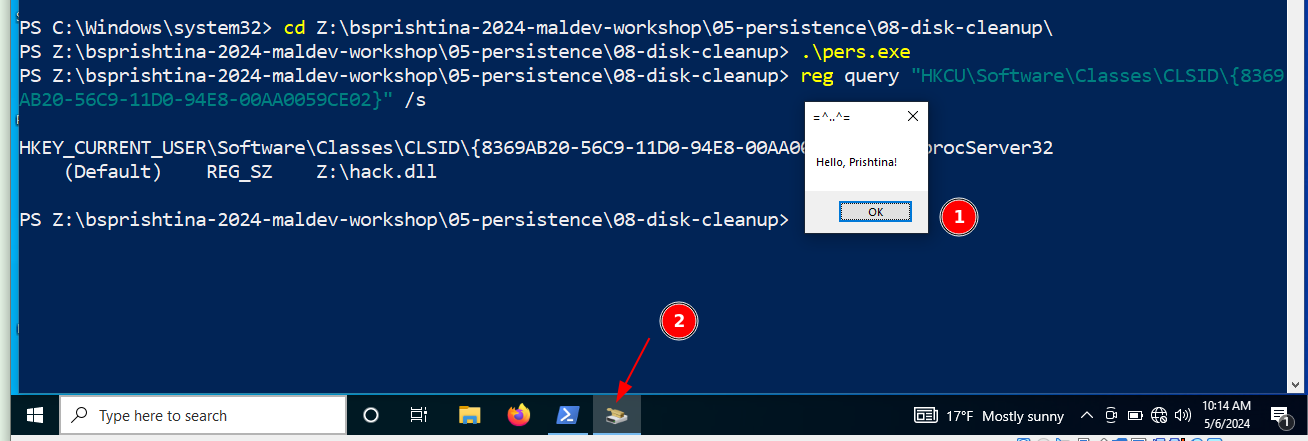 PS C:\Windows\system32> cd Z:\bsprishtina-2024-maldev-workshop\05-persistence\08-disk-cleanup\
PS Z:\bsprishtina-2024-maldev-workshop\05-persistence\08-disk-cleanup> .\pers.exe
PS Z:\bsprishtina-2024-maldev-workshop\05-persistence\08-disk-cleanup> reg query "HKCU\Software\Classes\CLSID\{8369
AB20-56C9-11D0-94E8-00AA0059CE02}" /s
=^..^=
HKEY_CURRENT_USER\Software\Classes\CLSID\{8369AB20-56C9-11D0-94E8-00AA00 procServer32
Hello, Prishtina!
(Default) REG_SZ Z:\hack.dll
OK
1
PS Z:\bsprishtina-2024-maldev-workshop\05-persistence\08-disk-cleanup>
2
Type here to search
17°F Mostly sunny
10:14 AM
5/6/2024
1